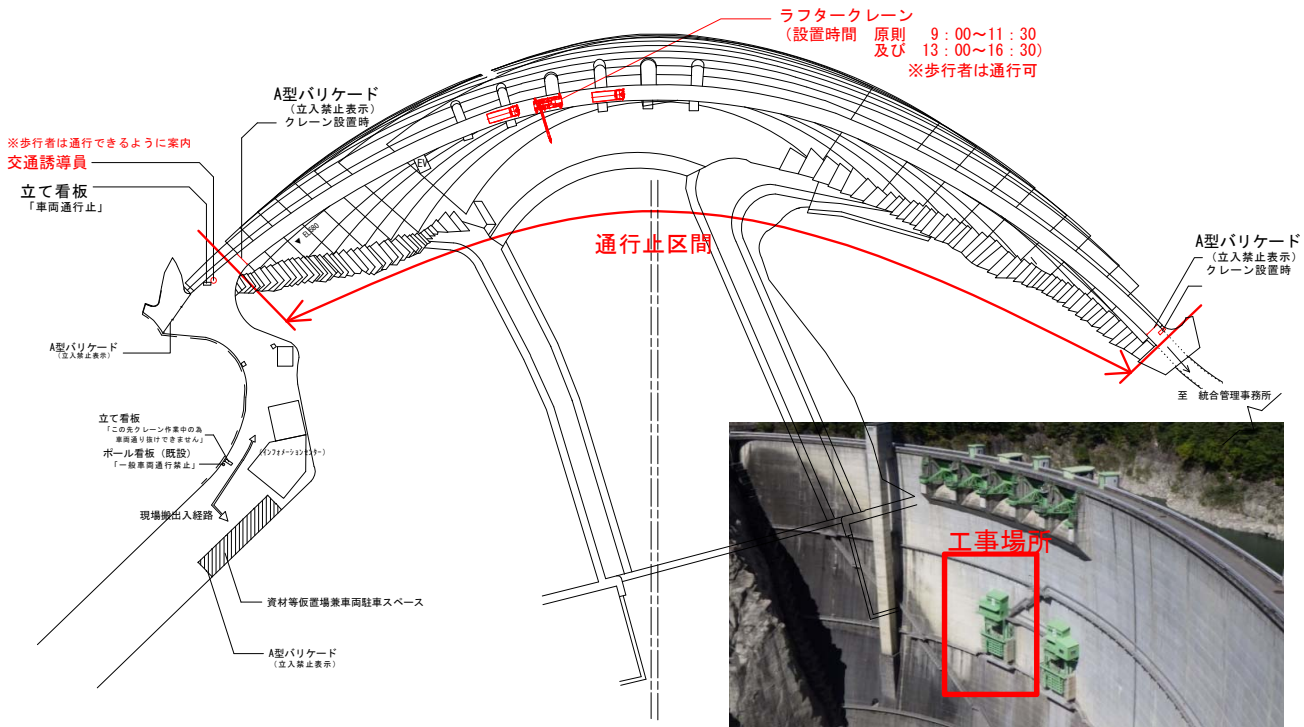 ラフタークレーン
(設置時間　原則　9：00～11：30
及び　13：00～16：30)
※歩行者は通行可
A型バリケード
(立入禁止表示)
クレーン設置時
※歩行者は通行できるように案内
交通誘導員
立て看板
「車両通行止」
EV
▼ EL580
通行止区間
A型バリケード
(立入禁止表示)
クレーン設置時
A型バリケード
(立入禁止表示)
至　統合管理事務所
立て看板
「この先クレーン作業中の為
車両通り抜けできません」
ポール看板（既設）
「一般車両通行禁止」
(インフォメーションセンター)
現場搬出入経路
工事場所
資材等仮置場兼車両駐車スペース
A型バリケード
(立入禁止表示)